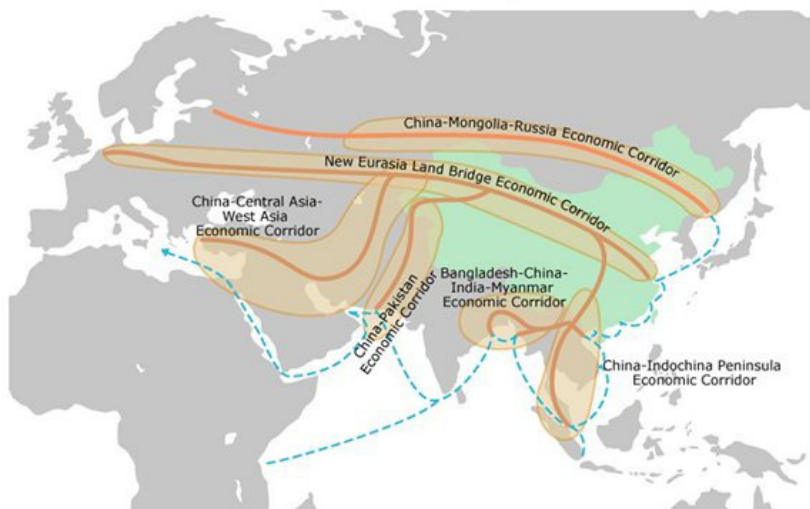 China-Mongolia-Russia Economic Corridor
New Eurasia Land Bridge Economic Corridor
China-Central Asia-
West Asia
Economic Corridor
China-Pakistan
Economic Corridor
Bangladesh-China-
India-Myanmar
Economic Corridor
China-Indochina Peninsula
Economic Corridor